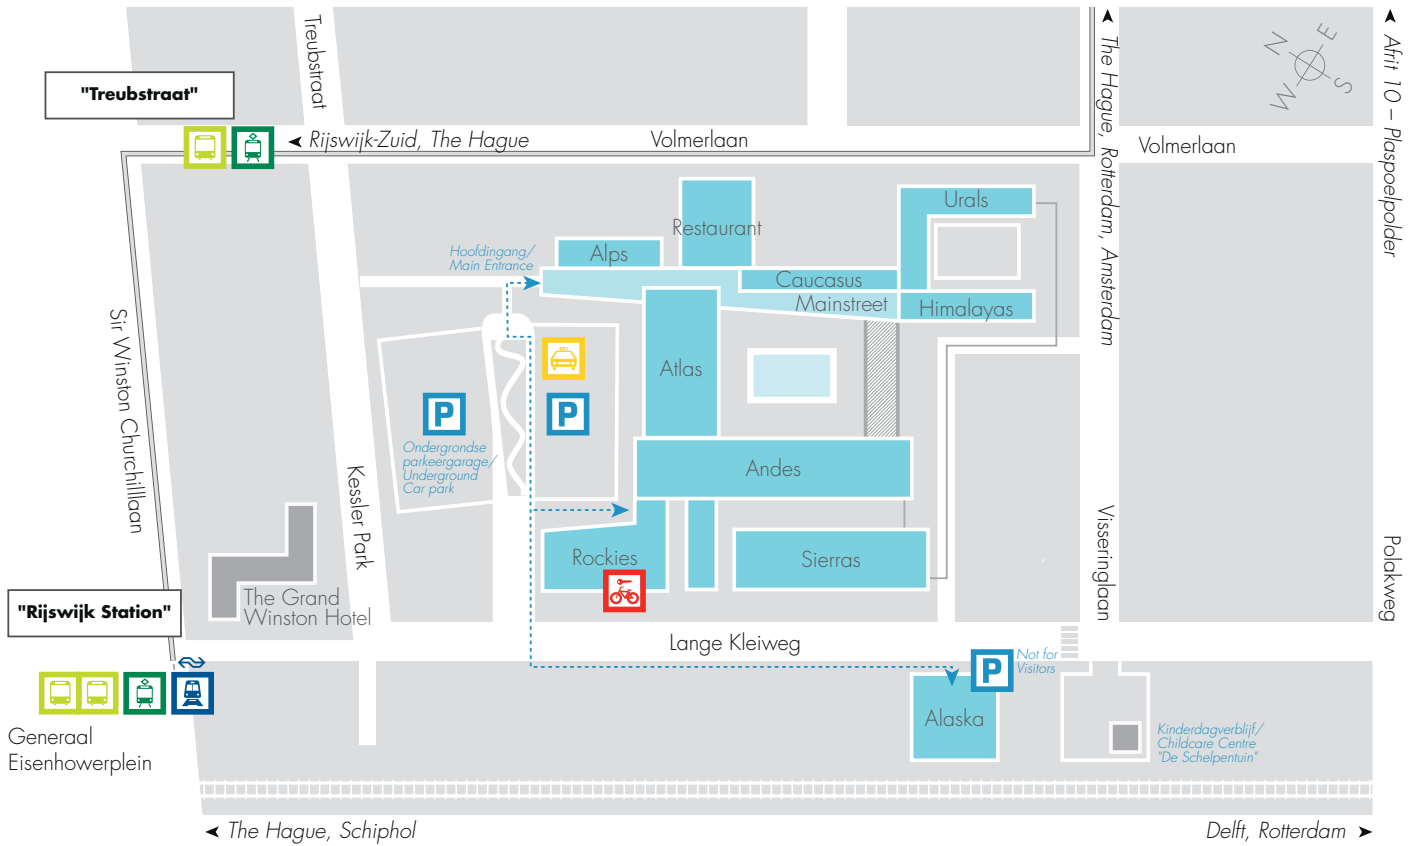 Treubstraat
"Treubstraat"
Rijswijk-Zuid, The Hague
Volmerlaan
The Hague, Rotterdam, Amsterdam
Volmerlaan
N
E
S
W
Afrit 10 – Plaspoelpolder
Hoofdingang/
Main Entrance
Alps
Restaurant
Urals
Caucasus
Mainstreet
Himalayas
Sir Winston Churchilllaan
TAXI
Atlas
P
P
Ondergrondse
parkeergarage/
Underground
Car park
Kessler Park
Andes
Rockies
Sierras
Visseringlaan
Polakweg
The Grand
Winston Hotel
"Rijswijk Station"
Lange Kleiweg
P
Not for
Visitors
Alaska
Generaal
Eisenhowerplein
Kinderdagverblijf/
Childcare Centre
"De Schelpentuin"
The Hague, Schiphol
Delft, Rotterdam